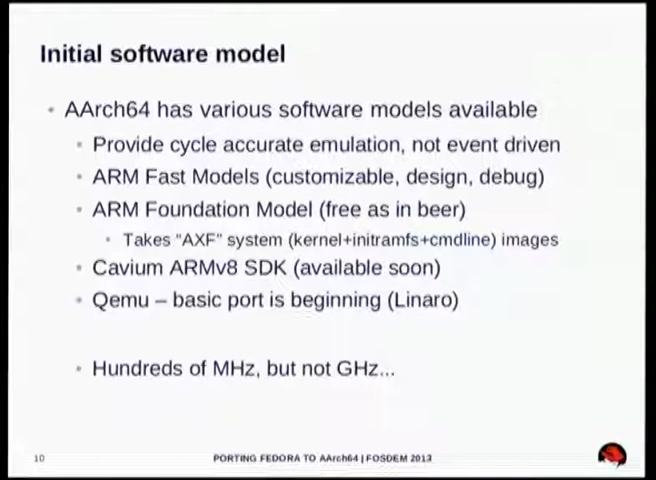 Initial software model
AArch64 has various software models available
Provide cycle accurate emulation, not event driven
ARM Fast Models (customizable, design, debug)
ARM Foundation Model (free as in beer)
Takes "AXF" system (kernel+initramfs+cmdline) images
Cavium ARMv8 SDK (available soon)
Qemu – basic port is beginning (Linaro)
Hundreds of MHz, but not GHz...
10
PORTING FEDORA TO AArch64 | FOSDEM 2013